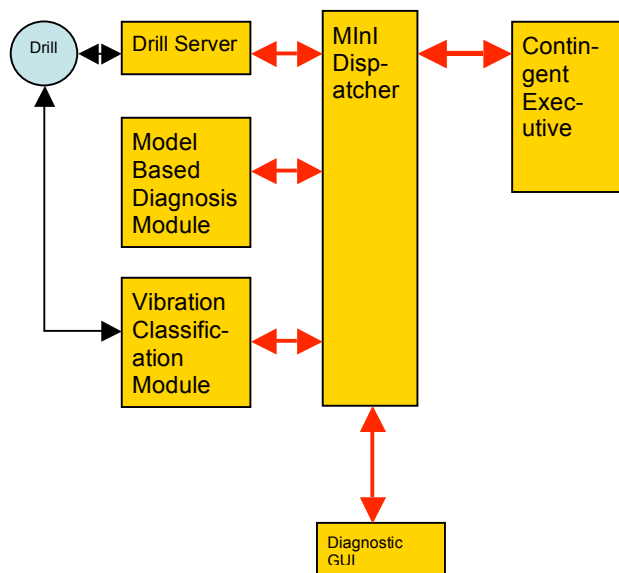 Drill
Drill Server
MInI
Disp-
atcher
Contin-
gent
Exec-
utive
Model
Based
Diagnosis
Module
Vibration
Classific-
ation
Module
Diagnostic
GUI